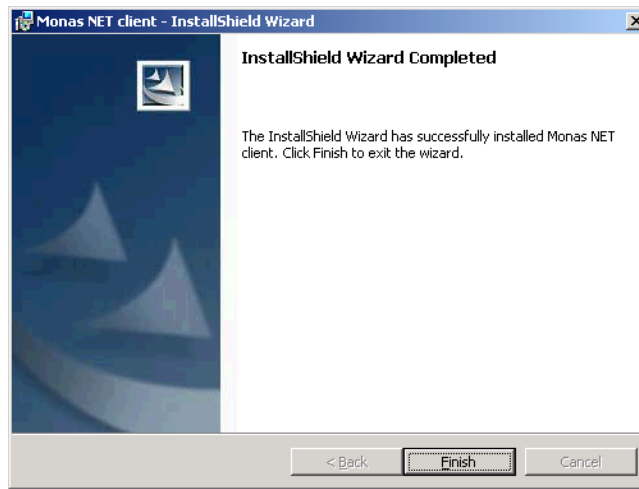 Monas NET client - InstallShield Wizard
InstallShield Wizard Completed
The InstallShield Wizard has successfully installed Monas NET
client. Click Finish to exit the wizard.
< Back
Finish
Cancel